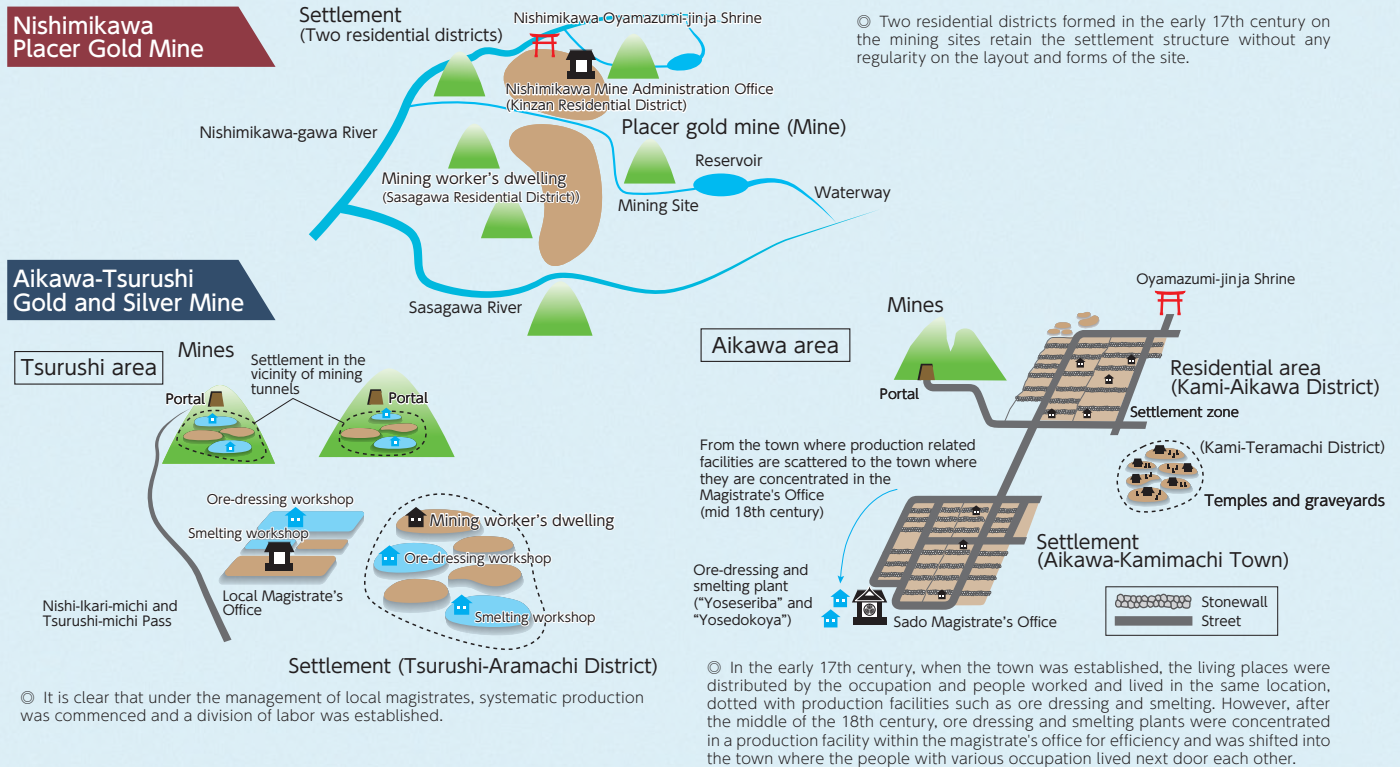 Nishimikawa
Placer Gold Mine
Settlement
(Two residential districts)
Nishimikawa-Oyamazumi-jinja Shrine
◎ Two residential districts formed in the early 17th century on
the mining sites retain the settlement structure without any
regularity on the layout and forms of the site.
Nishimikawa Mine Administration Office
(Kinzan Residential District)
Nishimikawa-gawa River
Placer gold mine (Mine)
Reservoir
Mining worker's dwelling
(Sasagawa Residential District))
Mining Site
Waterway
Sasagawa River
Aikawa-Tsurushi
Gold and Silver Mine
Tsurushi area
Mines
Settlement in the
vicinity of mining
tunnels
Portal
Portal
Ore-dressing workshop
Smelting workshop
Local Magistrate's
Office
Nishi-Ikari-michi and
Tsurushi-michi Pass
Mining worker's dwelling
Ore-dressing workshop
Smelting workshop
Settlement (Tsurushi-Aramachi District)
◎ It is clear that under the management of local magistrates, systematic production
was commenced and a division of labor was established.
Aikawa area
Mines
Portal
Oyamazumi-jinja Shrine
Residential area
(Kami-Aikawa District)
Settlement zone
(Kami-Teramachi District)
Temples and graveyards
From the town where production related
facilities are scattered to the town where
they are concentrated in the
Magistrate's Office
(mid 18th century)
Settlement
(Aikawa-Kamimachi Town)
Ore-dressing and
smelting plant
("Yoseseriba" and
"Yosedokoya")
Sado Magistrate's Office
Stonewall
Street
◎ In the early 17th century, when the town was established, the living places were
distributed by the occupation and people worked and lived in the same location,
dotted with production facilities such as ore dressing and smelting. However, after
the middle of the 18th century, ore dressing and smelting plants were concentrated
in a production facility within the magistrate's office for efficiency and was shifted into
the town where the people with various occupation lived next door each other.